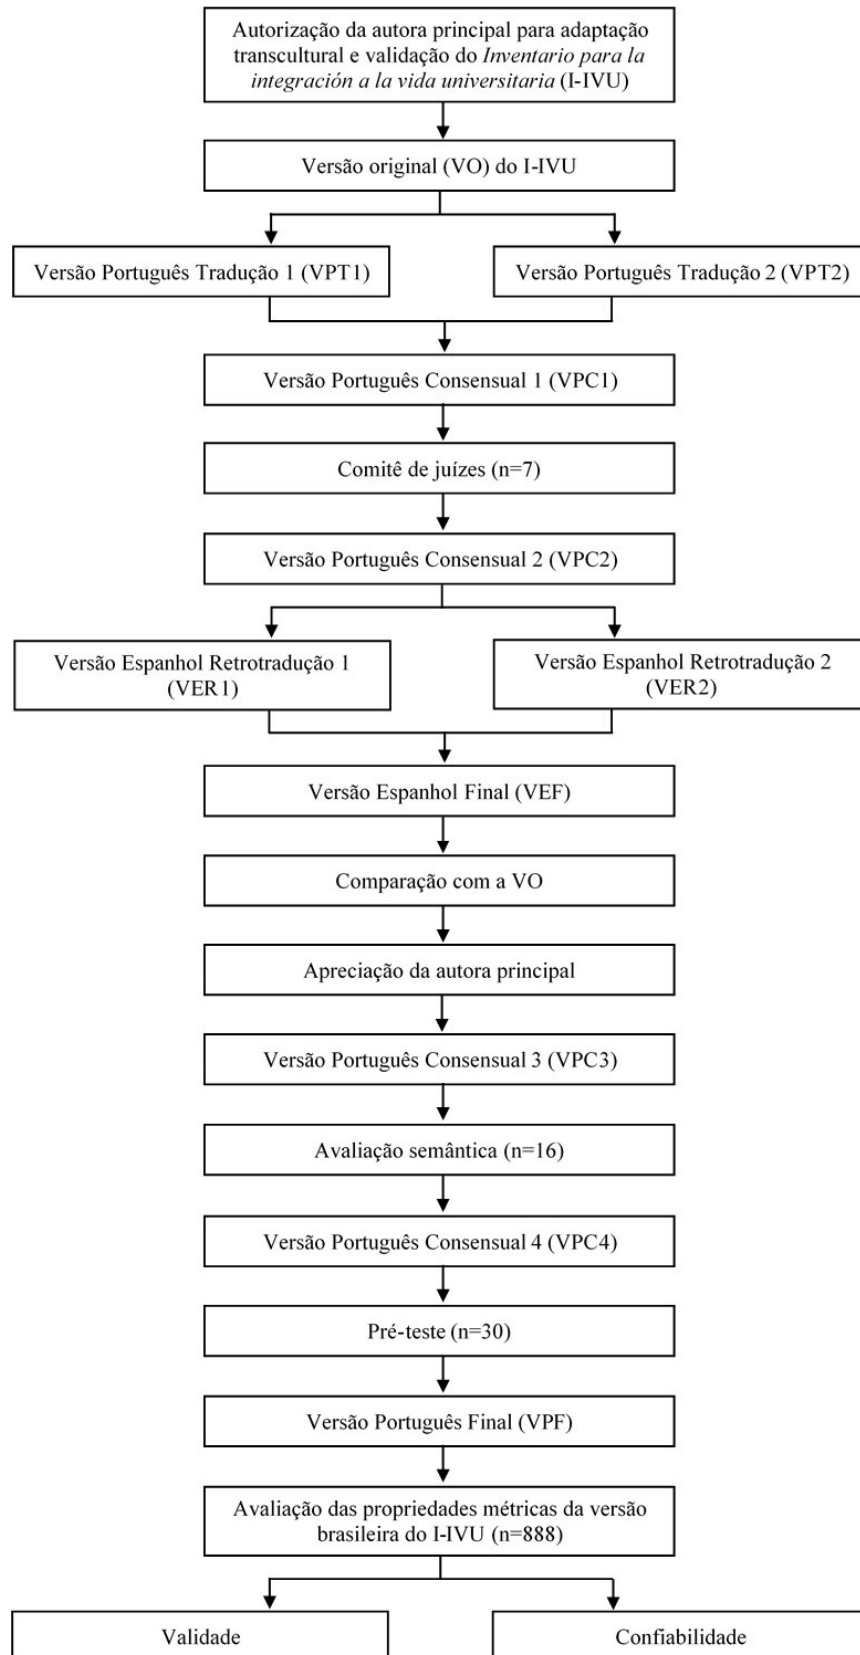 Autorização da autora principal para adaptação
transcultural e validação do Inventario para la
integración a la vida universitaria (I-IVU)
Versão original (VO) do I-IVU
Versão Português Tradução 1 (VPT1)
Versão Português Tradução 2 (VPT2)
Versão Português Consensual 1 (VPC1)
Comitê de juízes (n=7)
Versão Português Consensual 2 (VPC2)
Versão Espanhol Retrotradução 1
(VER1)
Versão Espanhol Retrotradução 2
(VER2)
Versão Espanhol Final (VEF)
Comparação com a VO
Apreciação da autora principal
Versão Português Consensual 3 (VPC3)
Avaliação semântica (n=16)
Versão Português Consensual 4 (VPC4)
Pré-teste (n=30)
Versão Português Final (VPF)
Avaliação das propriedades métricas da versão
brasileira do I-IVU (n=888)
Validade
Confiabilidade